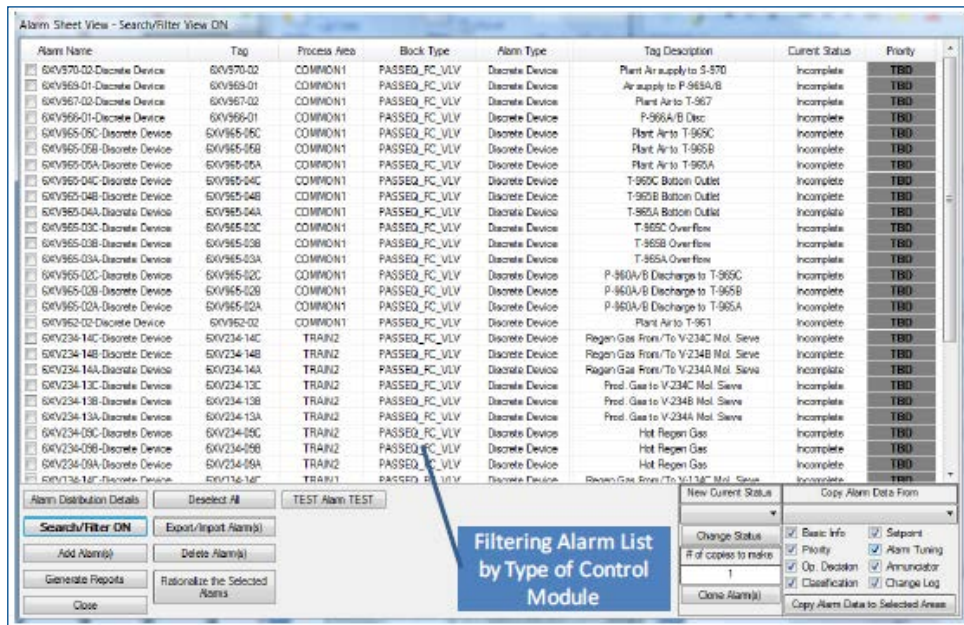 Alarm Sheet View - Search/Filter View ON
Alarm Name Tag Process Area Block Type Alarm Type Tag Description Current Status Priority
6XV970-02-Discrete Device 6XV970-02 COMMON1 PASSEQ_FC_VLV Discrete Device Plant Air supply to S-970 Incomplete TBD
6XV969-01-Discrete Device 6XV969-01 COMMON1 PASSEQ_FC_VLV Discrete Device Air supply to P-969A/B Incomplete TBD
6XV967-02-Discrete Device 6XV967-02 COMMON1 PASSEQ_FC_VLV Discrete Device Plant Air to T-967 Incomplete TBD
6XV966-01-Discrete Device 6XV966-01 COMMON1 PASSEQ_FC_VLV Discrete Device P-966A/B Disc Incomplete TBD
6XV965-05C-Discrete Device 6XV965-05C COMMON1 PASSEQ_FC_VLV Discrete Device Plant Air to T-965C Incomplete TBD
6XV965-05B-Discrete Device 6XV965-05B COMMON1 PASSEQ_FC_VLV Discrete Device Plant Air to T-965B Incomplete TBD
6XV965-05A-Discrete Device 6XV965-05A COMMON1 PASSEQ_FC_VLV Discrete Device Plant Air to T-965A Incomplete TBD
6XV965-04C-Discrete Device 6XV965-04C COMMON1 PASSEQ_FC_VLV Discrete Device T-965C Bottom Outlet Incomplete TBD
6XV965-04B-Discrete Device 6XV965-04B COMMON1 PASSEQ_FC_VLV Discrete Device T-965B Bottom Outlet Incomplete TBD
6XV965-04A-Discrete Device 6XV965-04A COMMON1 PASSEQ_FC_VLV Discrete Device T-965A Bottom Outlet Incomplete TBD
6XV965-03C-Discrete Device 6XV965-03C COMMON1 PASSEQ_FC_VLV Discrete Device T-965C Overflow Incomplete TBD
6XV965-03B-Discrete Device 6XV965-03B COMMON1 PASSEQ_FC_VLV Discrete Device T-965B Overflow Incomplete TBD
6XV965-03A-Discrete Device 6XV965-03A COMMON1 PASSEQ_FC_VLV Discrete Device T-965A Overflow Incomplete TBD
6XV965-02C-Discrete Device 6XV965-02C COMMON1 PASSEQ_FC_VLV Discrete Device P-960A/B Discharge to T-965C Incomplete TBD
6XV965-02B-Discrete Device 6XV965-02B COMMON1 PASSEQ_FC_VLV Discrete Device P-960A/B Discharge to T-965B Incomplete TBD
6XV965-02A-Discrete Device 6XV965-02A COMMON1 PASSEQ_FC_VLV Discrete Device P-960A/B Discharge to T-965A Incomplete TBD
6XV962-02-Discrete Device 6XV962-02 COMMON1 PASSEQ_FC_VLV Discrete Device Plant Air to T-961 Incomplete TBD
6XV234-14C-Discrete Device 6XV234-14C TRAIN2 PASSEQ_FC_VLV Discrete Device Regen Gas From/To V-234C Mol. Sieve Incomplete TBD
6XV234-14B-Discrete Device 6XV234-14B TRAIN2 PASSEQ_FC_VLV Discrete Device Regen Gas From/To V-234B Mol. Sieve Incomplete TBD
6XV234-14A-Discrete Device 6XV234-14A TRAIN2 PASSEQ_FC_VLV Discrete Device Regen Gas From/To V-234A Mol. Sieve Incomplete TBD
6XV234-13C-Discrete Device 6XV234-13C TRAIN2 PASSEQ_FC_VLV Discrete Device Prod. Gas to V-234C Mol. Sieve Incomplete TBD
6XV234-13B-Discrete Device 6XV234-13B TRAIN2 PASSEQ_FC_VLV Discrete Device Prod. Gas to V-234B Mol. Sieve Incomplete TBD
6XV234-13A-Discrete Device 6XV234-13A TRAIN2 PASSEQ_FC_VLV Discrete Device Prod. Gas to V-234A Mol. Sieve Incomplete TBD
6XV234-09C-Discrete Device 6XV234-09C TRAIN2 PASSEQ_FC_VLV Discrete Device Hot Regen Gas Incomplete TBD
6XV234-09B-Discrete Device 6XV234-09B TRAIN2 PASSEQ_FC_VLV Discrete Device Hot Regen Gas Incomplete TBD
6XV234-09A-Discrete Device 6XV234-09A TRAIN2 PASSEQ_FC_VLV Discrete Device Hot Regen Gas Incomplete TBD
TRAIN2 PASSEQ_FC_VLV Discrete Device Incomplete TBD
Alarm Distribution Details Deselect All TEST Alarm TEST New Current Status Copy Alarm Data From
Search/Filter ON Export/Import Alarm(s) Change Status Basic Info Setpoint
Add Alarm(s) Delete Alarm(s) # of copies to make Priority Alarm Tuning
Generate Reports Rationalize the Selected Alarms 1 Op. Decision Annunciator
Close Clone Alarm(s) Classification Change Log
Copy Alarm Data to Selected Areas
Filtering Alarm List
by Type of Control
Module